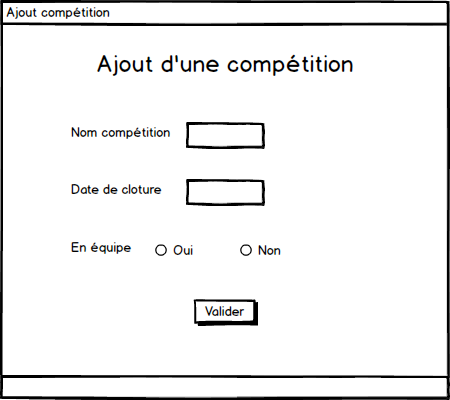 Ajout compétition
Ajout d'une compétition
Nom compétition
Date de cloture
En équipe Oui Non
Valider